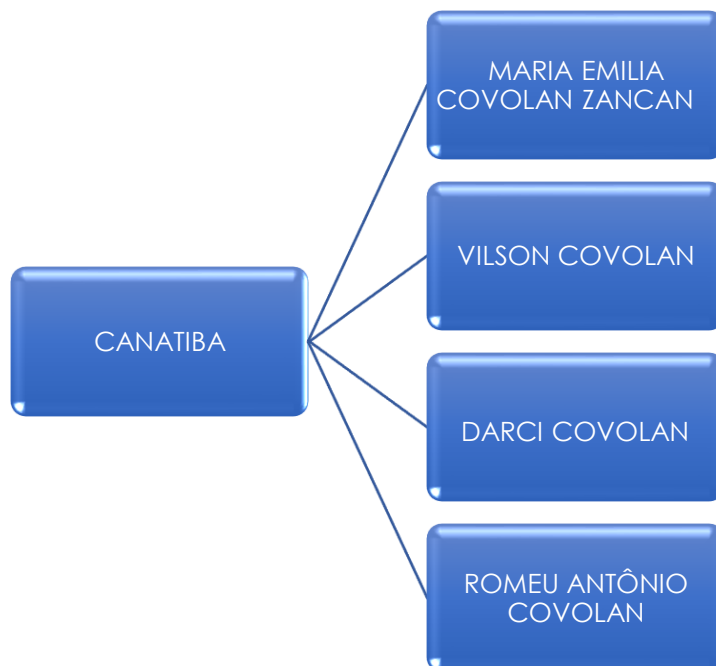 CANATIBA
MARIA EMILIA
COVOLAN ZANCAN
VILSON COVOLAN
DARCI COVOLAN
ROMEU ANTÔNIO
COVOLAN